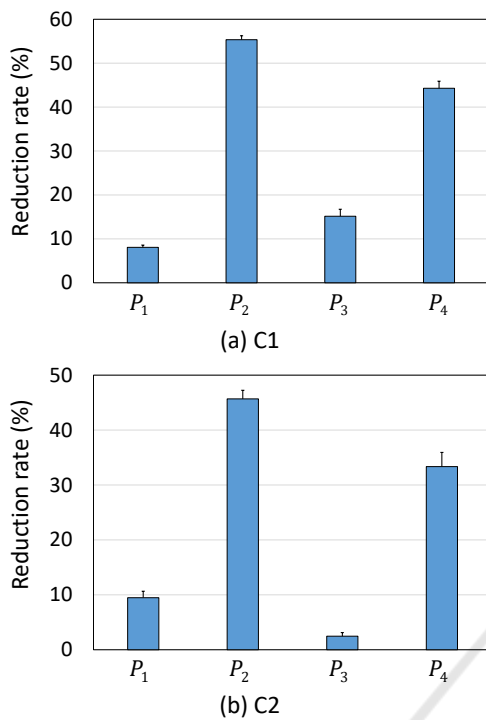 Reduction rate (%)
60
50
40
30
20
10
0
P₁ P₂ P₃ P₄
(a) C1
Reduction rate (%)
50
40
30
20
10
0
P₁ P₂ P₃ P₄
(b) C2